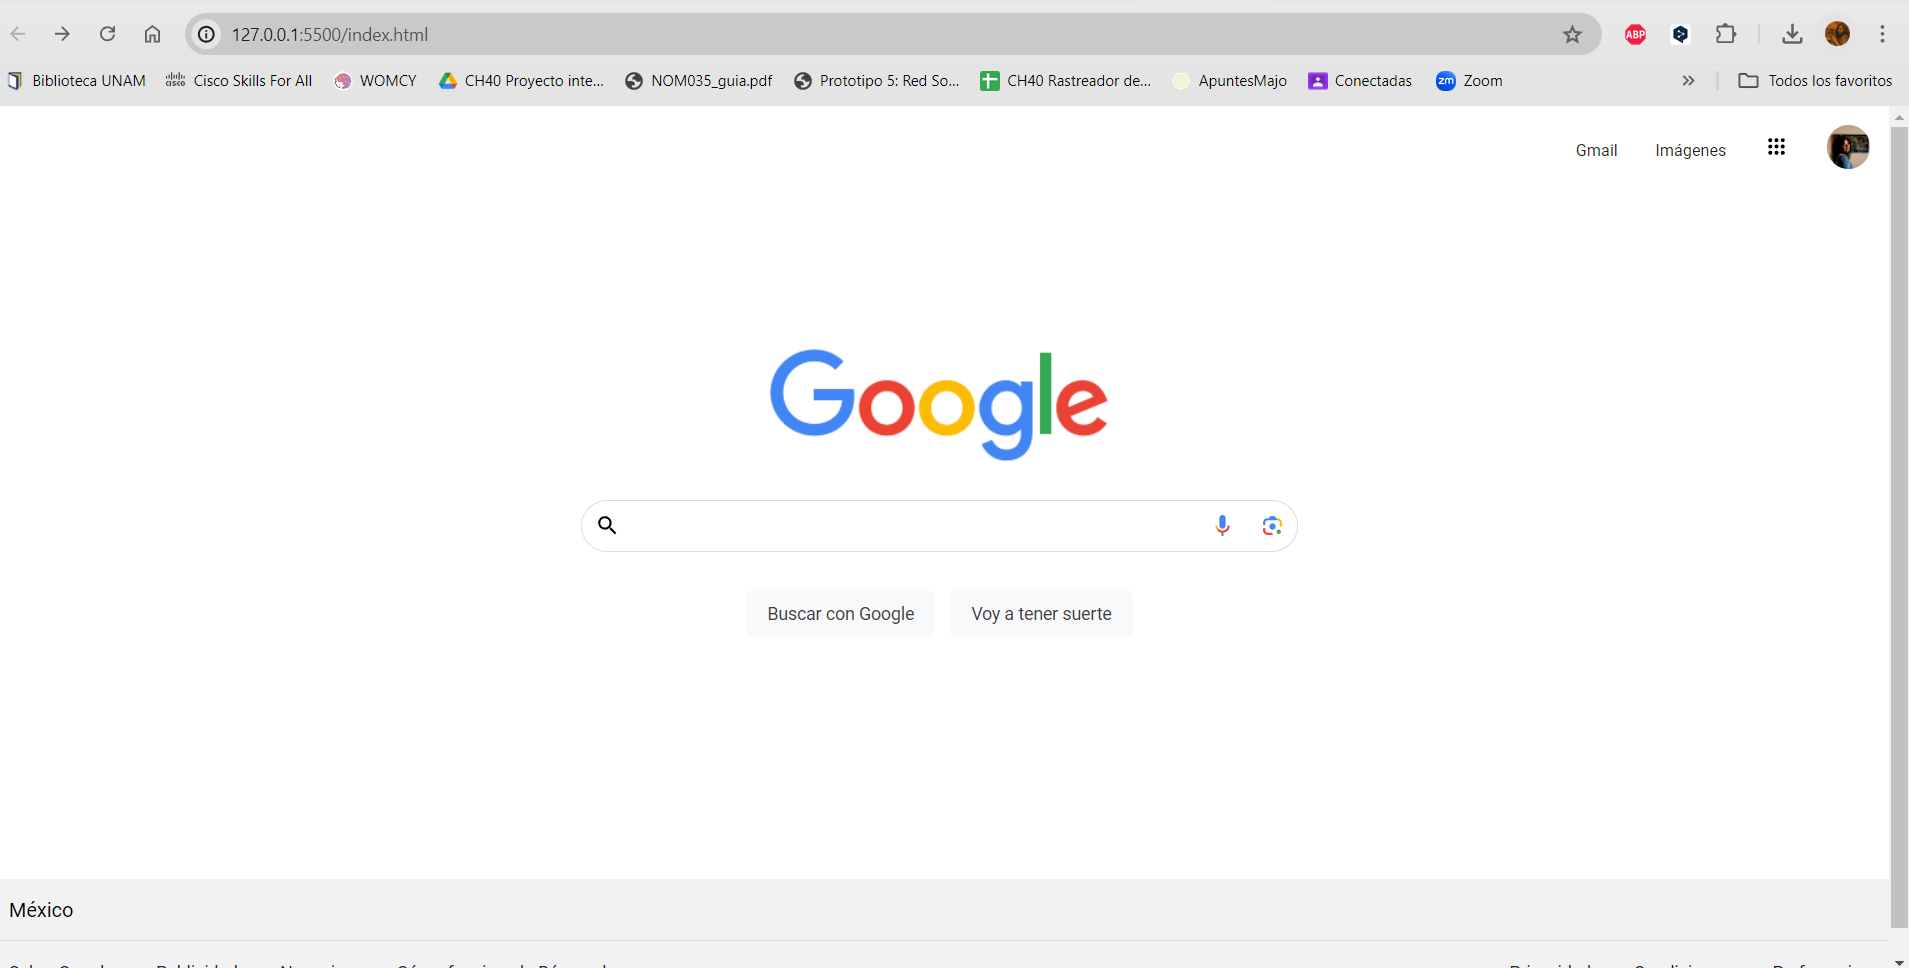 127.0.0.1:5500/index.html
ABP
Biblioteca UNAM
cisco Cisco Skills For All
WOMCY
CH40 Proyecto inte...
NOM035_guia.pdf
Prototipo 5: Red So...
CH40 Rastreador de...
ApuntesMajo
Conectadas
zm Zoom
Todos los favoritos
Gmail Imágenes
Google
Buscar con Google Voy a tener suerte
México